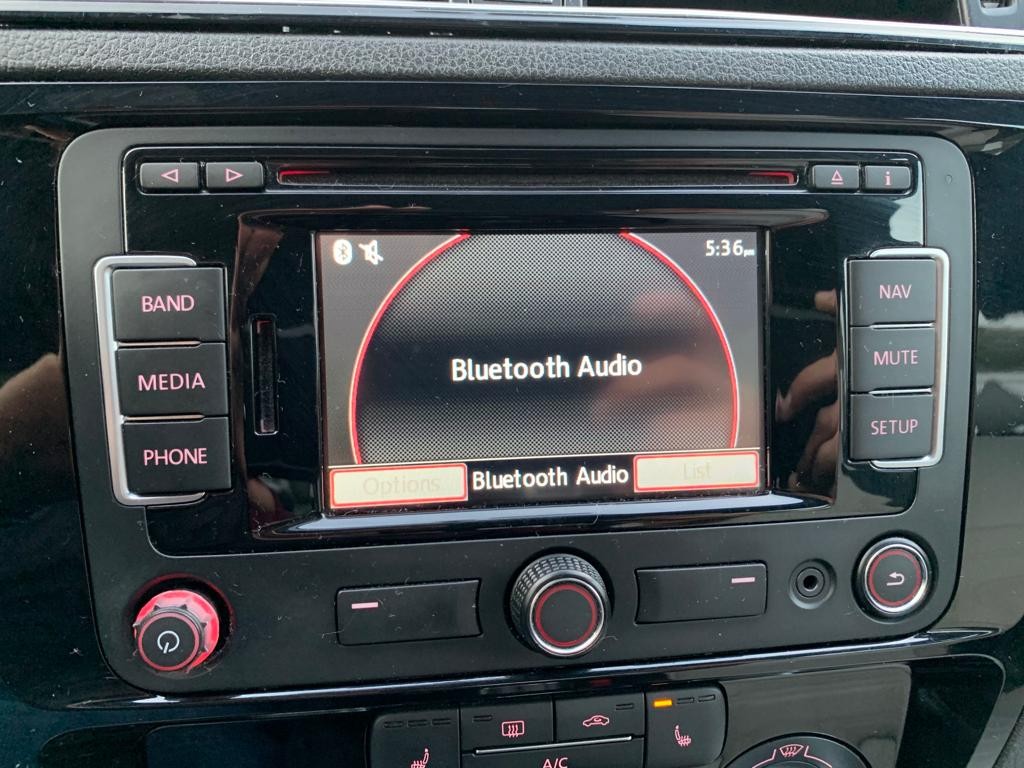 i
5:36pm
BAND
NAV
MEDIA
Bluetooth Audio
MUTE
PHONE
SETUP
Options
Bluetooth Audio
List
A/C